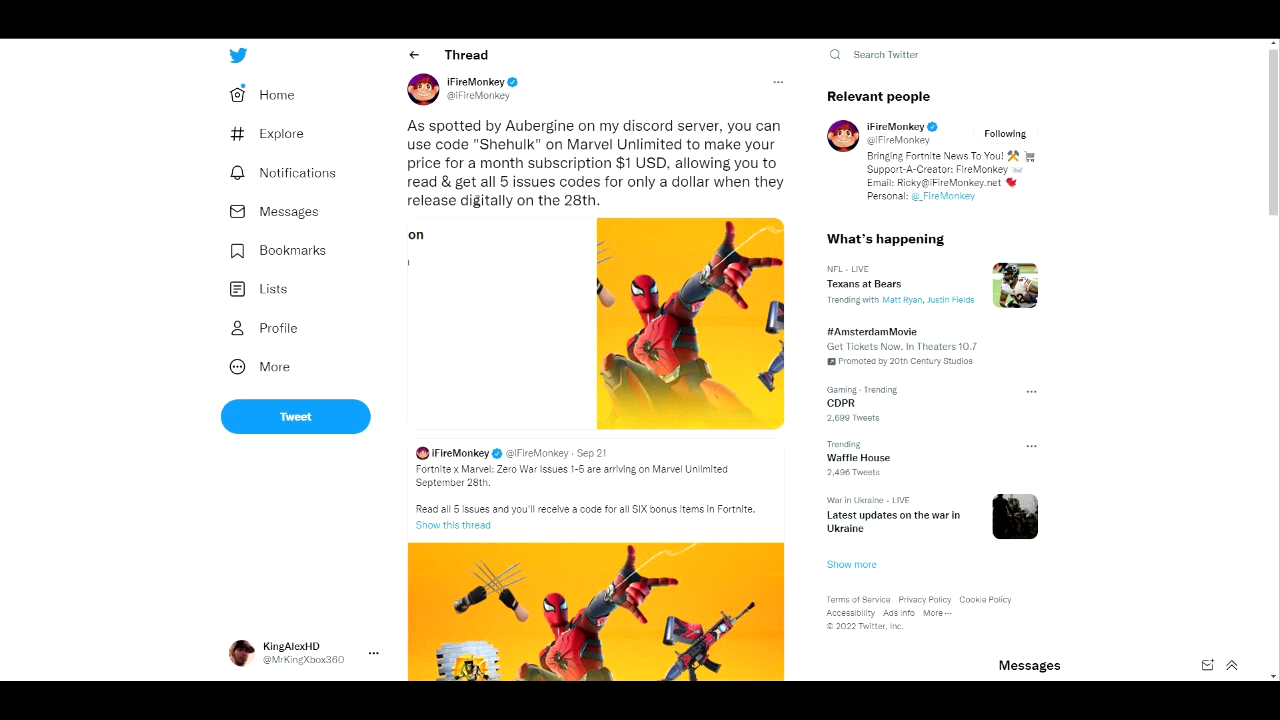 Thread
Search Twitter
iFireMonkey
@iFireMonkey
As spotted by Aubergine on my discord server, you can
use code "Shehulk" on Marvel Unlimited to make your
price for a month subscription $1 USD, allowing you to
read & get all 5 issues codes for only a dollar when they
release digitally on the 28th.
on
iFireMonkey @iFireMonkey · Sep 21
Fortnite x Marvel: Zero War Issues 1-5 are arriving on Marvel Unlimited
September 28th.
Read all 5 issues and you'll receive a code for all SIX bonus items in Fortnite.
Show this thread
Home
Explore
Notifications
Messages
Bookmarks
Lists
Profile
More
Tweet
KingAlexHD
@MrKingXbox360
Relevant people
iFireMonkey
@iFireMonkey
Following
Bringing Fortnite News To You!
Support-A-Creator: FireMonkey
Email: Ricky@iFireMonkey.net
Personal: @_FireMonkey
What's happening
NFL · LIVE
Texans at Bears
Trending with Matt Ryan, Justin Fields
#AmsterdamMovie
Get Tickets Now. In Theaters 10.7
Promoted by 20th Century Studios
Gaming · Trending
CDPR
2,699 Tweets
Trending
Waffle House
2,496 Tweets
War in Ukraine · LIVE
Latest updates on the war in
Ukraine
Show more
Terms of Service Privacy Policy Cookie Policy
Accessibility Ads info More ···
© 2022 Twitter, Inc.
Messages